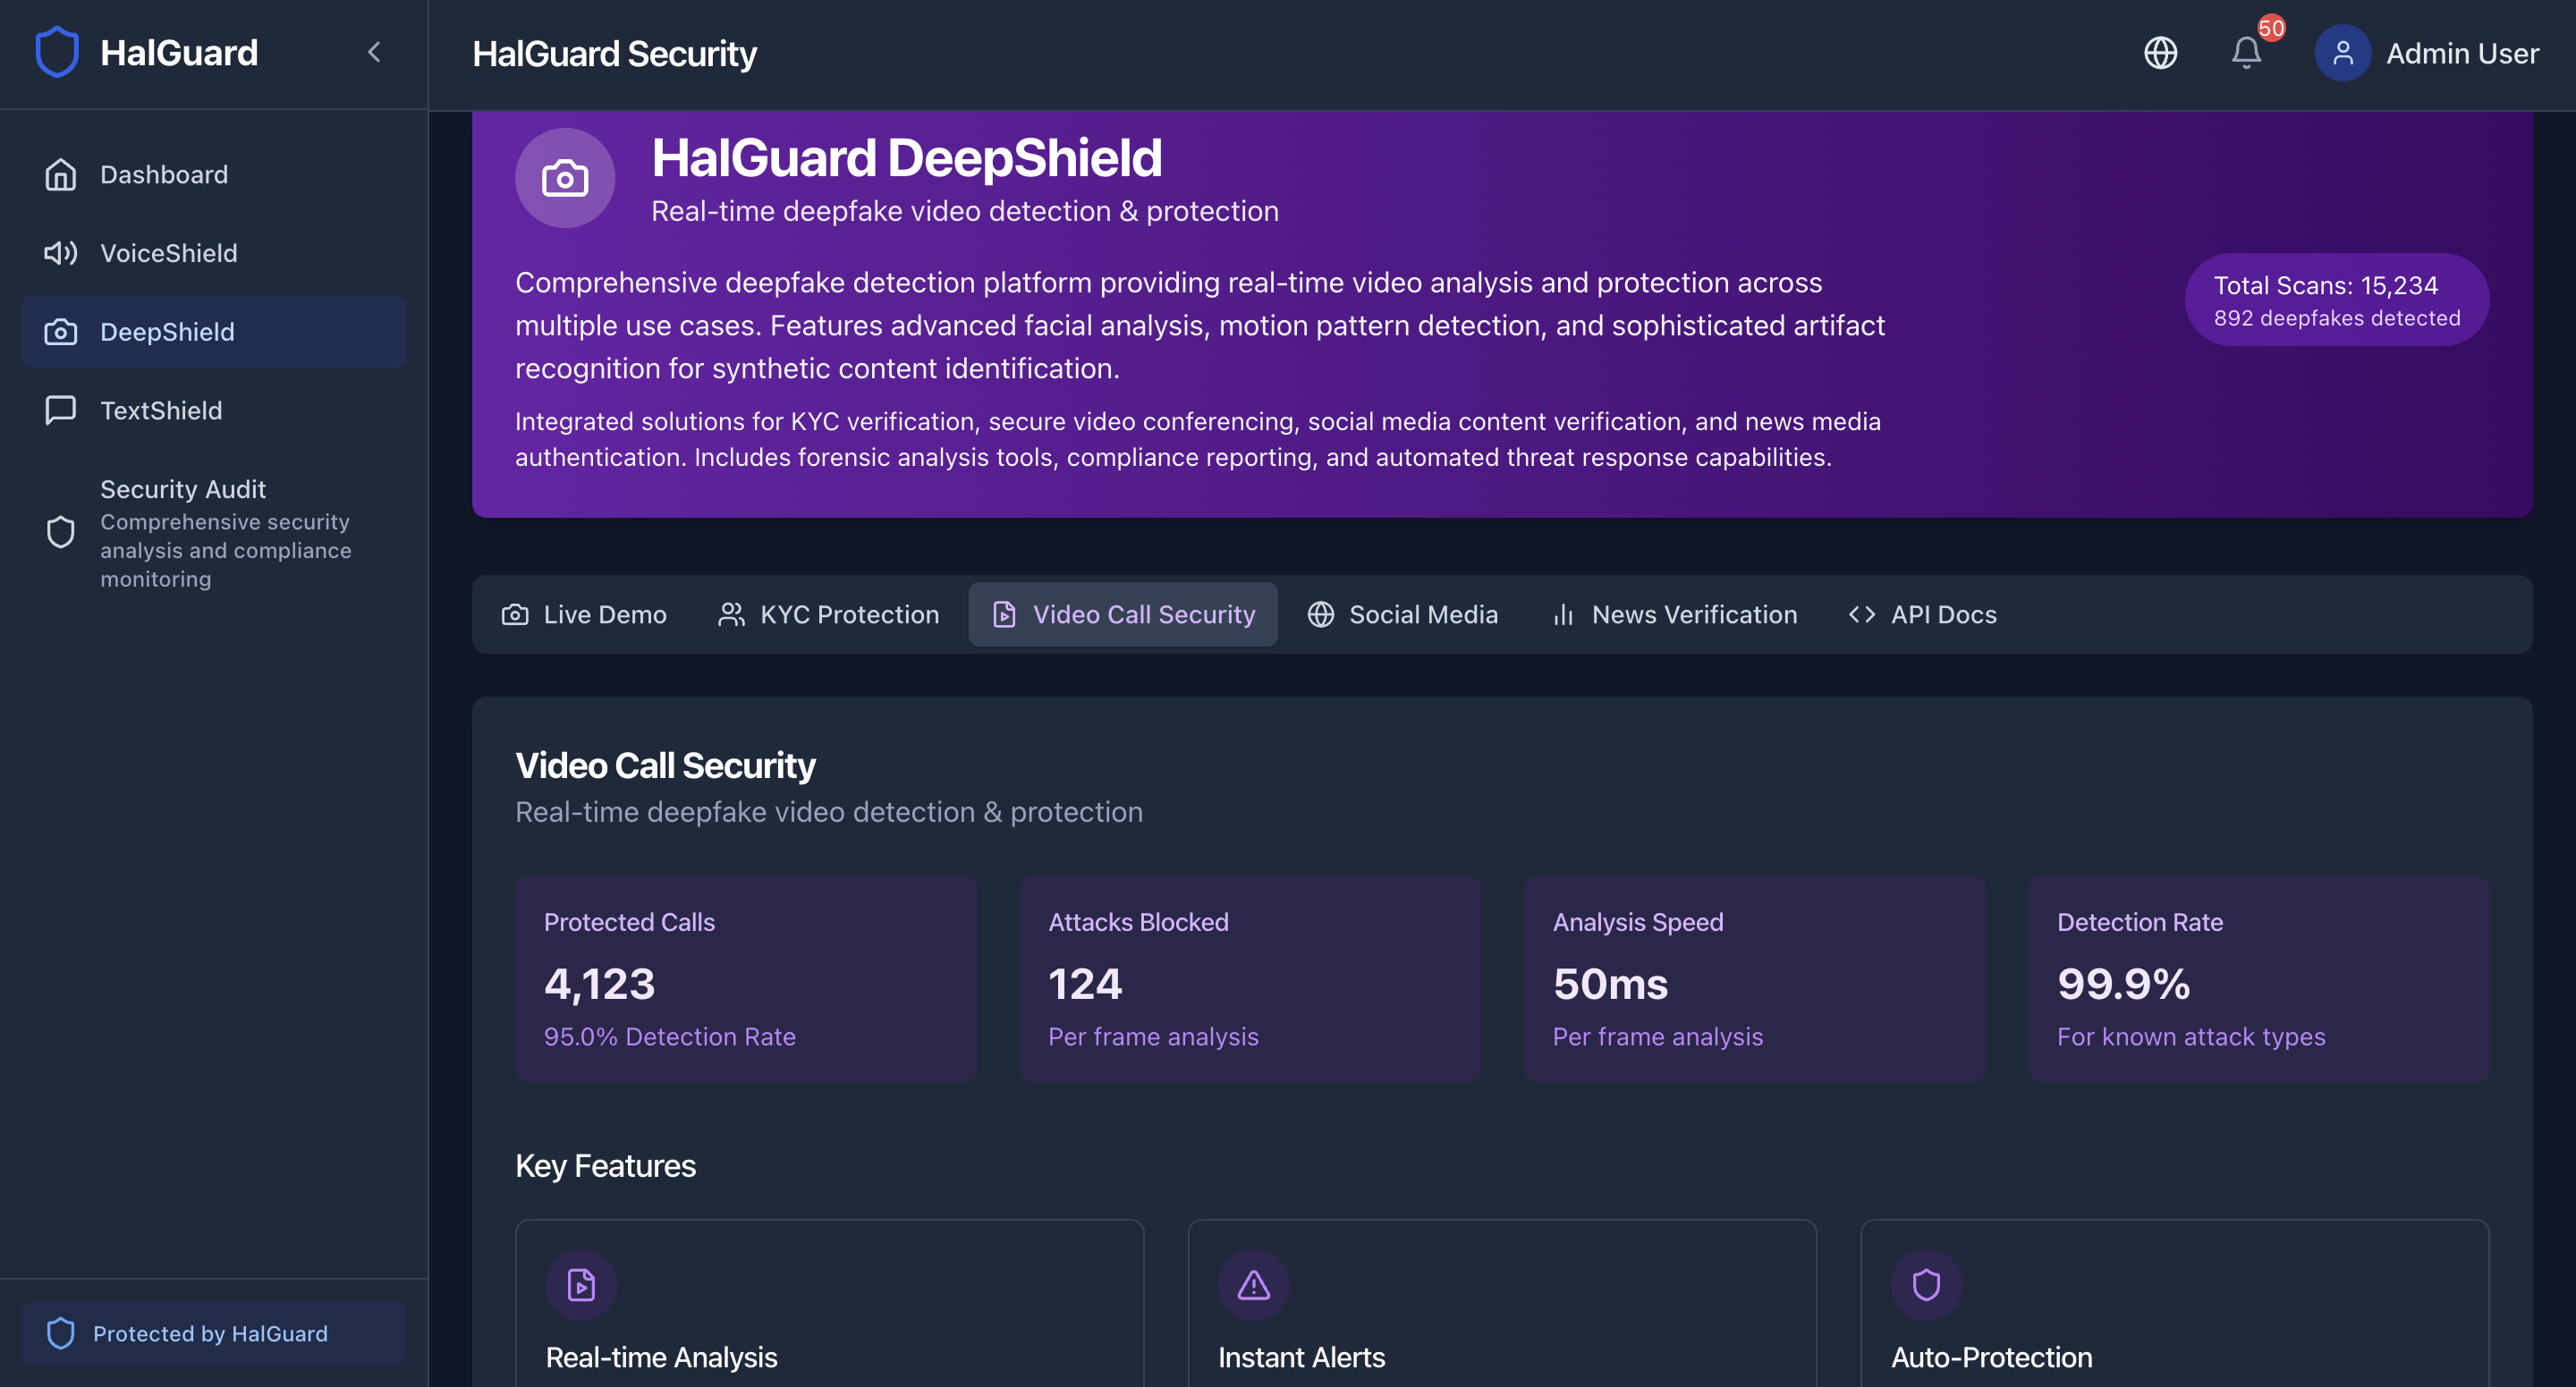 HalGuard
Dashboard
VoiceShield
DeepShield
TextShield
Security Audit
Comprehensive security
analysis and compliance
monitoring
Protected by HalGuard
HalGuard Security
50
Admin User
HalGuard DeepShield
Real-time deepfake video detection & protection
Comprehensive deepfake detection platform providing real-time video analysis and protection across
multiple use cases. Features advanced facial analysis, motion pattern detection, and sophisticated artifact
recognition for synthetic content identification.
Integrated solutions for KYC verification, secure video conferencing, social media content verification, and news media
authentication. Includes forensic analysis tools, compliance reporting, and automated threat response capabilities.
Total Scans: 15,234
892 deepfakes detected
Live Demo
KYC Protection
Video Call Security
Social Media
News Verification
API Docs
Video Call Security
Real-time deepfake video detection & protection
Protected Calls
4,123
95.0% Detection Rate
Attacks Blocked
124
Per frame analysis
Analysis Speed
50ms
Per frame analysis
Detection Rate
99.9%
For known attack types
Key Features
Real-time Analysis
Instant Alerts
Auto-Protection